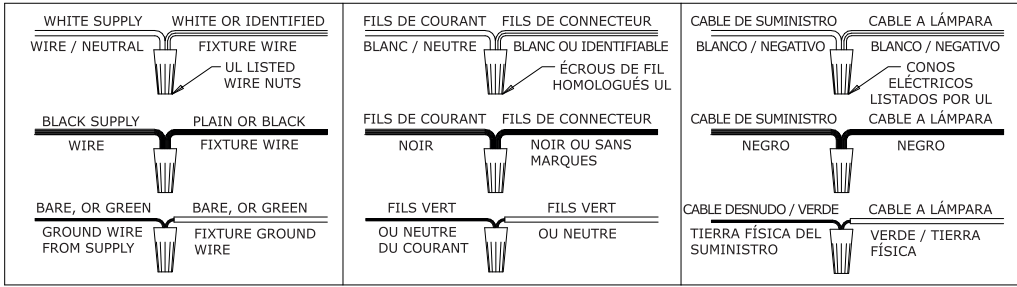 WHITE SUPPLY
WHITE OR IDENTIFIED
WIRE / NEUTRAL
FIXTURE WIRE
UL LISTED
WIRE NUTS
BLACK SUPPLY
PLAIN OR BLACK
WIRE
FIXTURE WIRE
BARE, OR GREEN
BARE, OR GREEN
GROUND WIRE
FROM SUPPLY
FIXTURE GROUND
WIRE
FILS DE COURANT
FILS DE CONNECTEUR
BLANC / NEUTRE
BLANC OU IDENTIFIABLE
ÉCROUS DE FIL
HOMOLOGUÉS UL
FILS DE COURANT
FILS DE CONNECTEUR
NOIR
NOIR OU SANS
MARQUES
FILS VERT
FILS VERT
OU NEUTRE
DU COURANT
OU NEUTRE
CABLE DE SUMINISTRO
CABLE A LÁMPARA
BLANCO / NEGATIVO
BLANCO / NEGATIVO
CONOS
ELÉCTRICOS
LISTADOS POR UL
CABLE DE SUMINISTRO
CABLE A LÁMPARA
NEGRO
NEGRO
CABLE DESNUDO / VERDE
CABLE A LÁMPARA
TIERRA FÍSICA DEL
SUMINISTRO
VERDE / TIERRA
FÍSICA